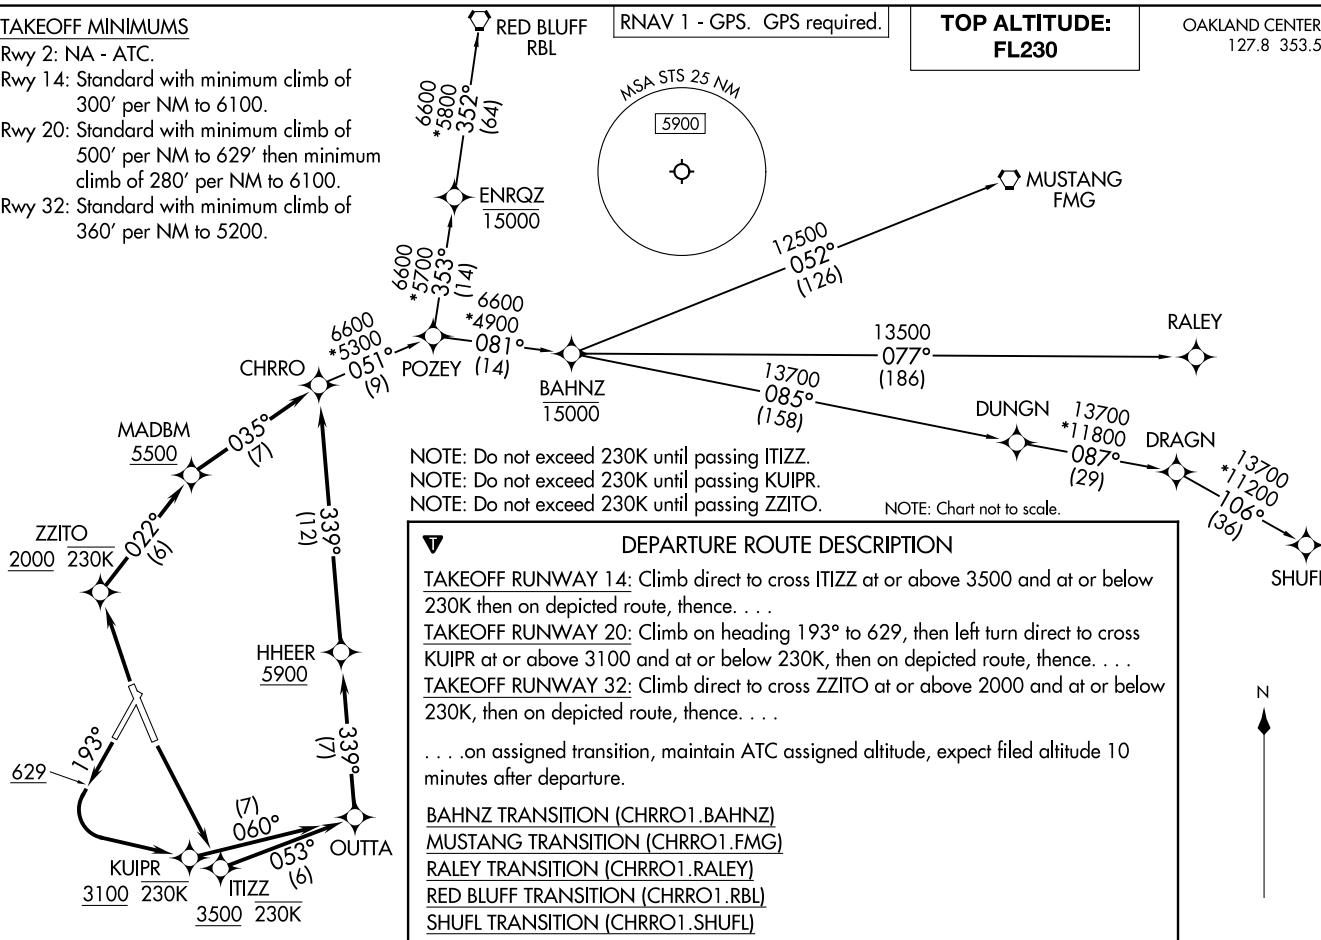 TAKEOFF MINIMUMS
Rwy 2: NA - ATC.
Rwy 14: Standard with minimum climb of
300' per NM to 6100.
Rwy 20: Standard with minimum climb of
500' per NM to 629' then minimum
climb of 280' per NM to 6100.
Rwy 32: Standard with minimum climb of
360' per NM to 5200.
RED BLUFF
RBL
RNAV 1 - GPS. GPS required.
TOP ALTITUDE:
FL230
OAKLAND CENTER
127.8 353.5
MSA STS 25 NM
5900
6600
*5800
352°
(64)
ENRQZ
15000
MUSTANG
FMG
6600
*5700
353°
(14)
12500
052°
(126)
6600
*4900
081°
(14)
6600
*5300
051°
(9)
CHRRO
POZEY
BAHNZ
15000
13500
077°
(186)
RALEY
13700
085°
(158)
DUNGN
13700
*11800
087°
(29)
DRAGN
13700
*11200
106°
(36)
SHUFL
MADBM
5500
035°
(7)
NOTE: Do not exceed 230K until passing ITIZZ.
NOTE: Do not exceed 230K until passing KUIPR.
NOTE: Do not exceed 230K until passing ZZITO.
NOTE: Chart not to scale.
ZZITO
2000 230K
022°
(6)
339°
(12)
HHEER
5900
339°
(7)
193°
629
(7)
060°
053°
(6)
OUTTA
KUIPR
3100 230K
ITIZZ
3500 230K
T
DEPARTURE ROUTE DESCRIPTION
TAKEOFF RUNWAY 14: Climb direct to cross ITIZZ at or above 3500 and at or below
230K then on depicted route, thence. . . .
TAKEOFF RUNWAY 20: Climb on heading 193° to 629, then left turn direct to cross
KUIPR at or above 3100 and at or below 230K, then on depicted route, thence. . . .
TAKEOFF RUNWAY 32: Climb direct to cross ZZITO at or above 2000 and at or below
230K, then on depicted route, thence. . . .
. . . .on assigned transition, maintain ATC assigned altitude, expect filed altitude 10
minutes after departure.
BAHNZ TRANSITION (CHRRO1.BAHNZ)
MUSTANG TRANSITION (CHRRO1.FMG)
RALEY TRANSITION (CHRRO1.RALEY)
RED BLUFF TRANSITION (CHRRO1.RBL)
SHUFL TRANSITION (CHRRO1.SHUFL)
N